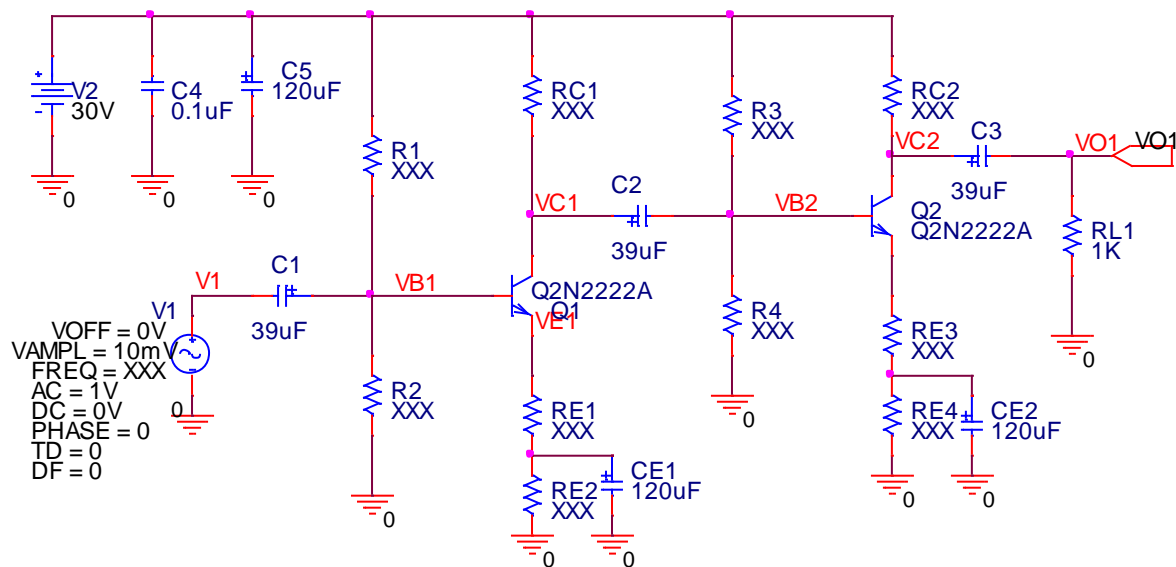 V2
30V
C4
0.1uF
C5
120uF
0
0
0
R1
XXX
RC1
XXX
R3
XXX
RC2
XXX
VC1
C2
39uF
VB2
VC2
C3
39uF
VO1
VO1
Q2
Q2N2222A
RL1
1K
0
V1
C1
39uF
VB1
Q2N2222A
Q1
VE1
V1
VOFF = 0V
VAMPL = 10mV
FREQ = XXX
AC = 1V
DC = 0V
PHASE = 0
TD = 0
DF = 0
0
R2
XXX
0
R4
XXX
0
RE1
XXX
RE2
XXX
CE1
120uF
0
0
RE3
XXX
RE4
XXX
CE2
120uF
0
0